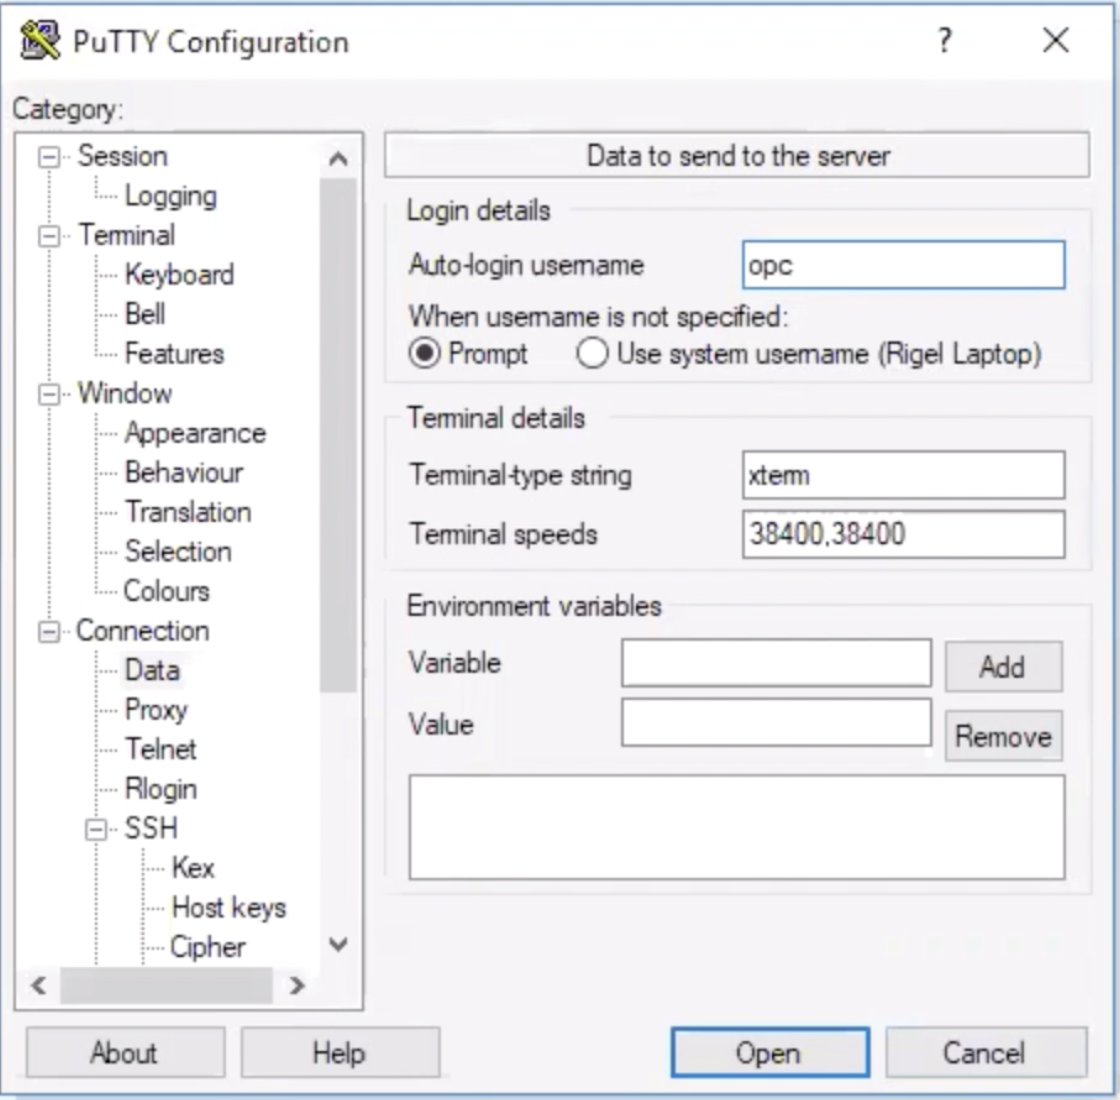 PuTTY Configuration
?
Category:
Session
Logging
Terminal
Keyboard
Bell
Features
Window
Appearance
Behaviour
Translation
Selection
Colours
Connection
Data
Proxy
Telnet
Rlogin
SSH
Kex
Host keys
Cipher
Data to send to the server
Login details
Auto-login username opc
When username is not specified:
Prompt Use system username (Rigel Laptop)
Terminal details
Terminal-type string xterm
Terminal speeds 38400,38400
Environment variables
Variable Add
Value Remove
About Help Open Cancel